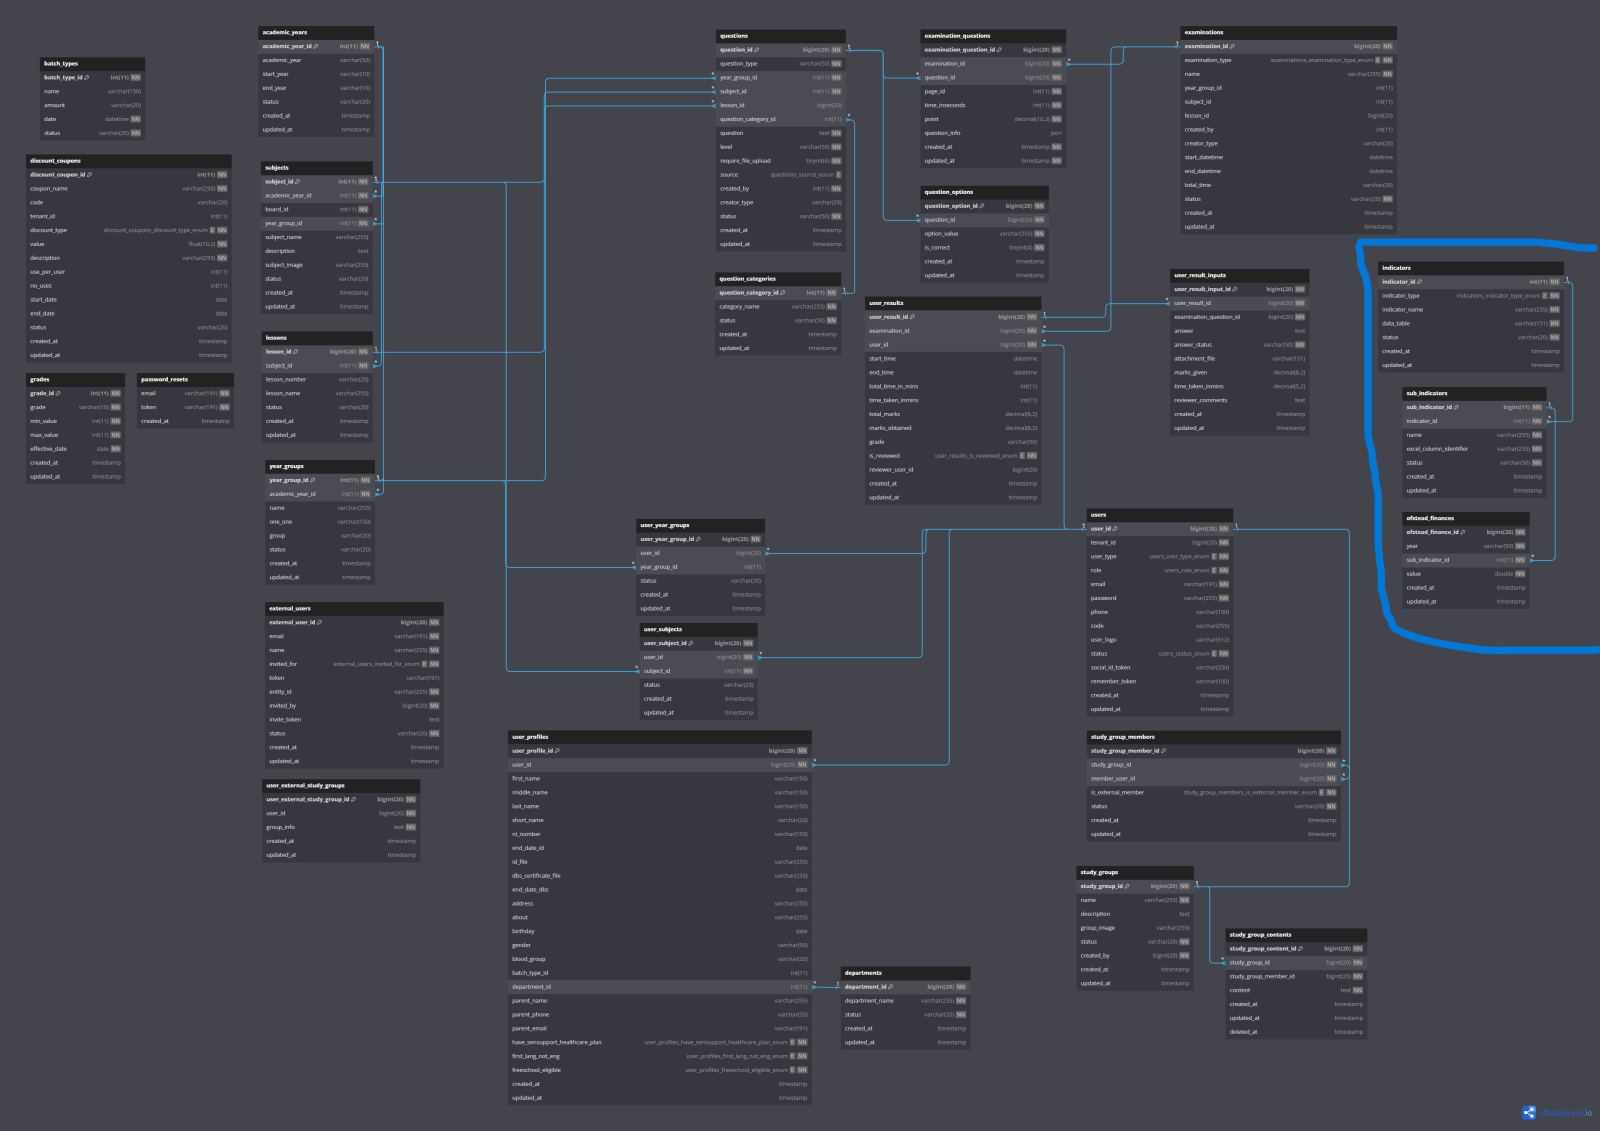 batch_types
batch_type_id int(11) NN
name varchar(150)
amount varchar(20)
date datetime NN
status varchar(20) NN
discount_coupons
discount_coupon_id int(11) NN
coupon_name varchar(250) NN
code varchar(20)
tenant_id int(11)
discount_type discount_coupons_discount_type_enum E NN
value float(10,2) NN
description varchar(255) NN
use_per_user int(11)
no_uses int(11)
start_date date
end_date date
status varchar(20)
created_at timestamp
updated_at timestamp
grades
grade_id int(11) NN
grade varchar(10) NN
min_value int(11) NN
max_value int(11) NN
effective_date date NN
created_at timestamp
updated_at timestamp
password_resets
email varchar(191) NN
token varchar(191) NN
created_at timestamp
academic_years
academic_year_id int(11) NN
academic_year varchar(50)
start_year varchar(10)
end_year varchar(10)
status varchar(20)
created_at timestamp
updated_at timestamp
subjects
subject_id int(11) NN
academic_year_id int(11) NN
board_id int(11) NN
year_group_id int(11) NN
subject_name varchar(255)
description text
subject_image varchar(255)
status varchar(20)
created_at timestamp
updated_at timestamp
lessons
lesson_id bigint(20) NN
subject_id int(11) NN
lesson_number varchar(20)
lesson_name varchar(255)
status varchar(20)
created_at timestamp
updated_at timestamp
year_groups
year_group_id int(11) NN
academic_year_id int(11) NN
name varchar(255)
one_one varchar(150)
group varchar(20)
status varchar(20)
created_at timestamp
updated_at timestamp
external_users
external_user_id bigint(20) NN
email varchar(191) NN
name varchar(255) NN
invited_for external_users_invited_for_enum E NN
token varchar(191)
entity_id varchar(255) NN
invited_by bigint(20) NN
invite_token text
status varchar(20) NN
created_at timestamp
updated_at timestamp
user_external_study_groups
user_external_study_group_id bigint(20) NN
user_id bigint(20) NN
group_info text NN
created_at timestamp
updated_at timestamp
questions
question_id bigint(20) NN
question_type varchar(50) NN
year_group_id int(11) NN
subject_id int(11) NN
lesson_id bigint(20)
question_category_id int(11)
question text NN
level varchar(50) NN
require_file_upload tinyint(4) NN
source questions_source_enum E
created_by int(11) NN
creator_type varchar(20)
status varchar(50) NN
created_at timestamp
updated_at timestamp
question_categories
question_category_id int(11) NN
category_name varchar(255) NN
status varchar(50) NN
created_at timestamp
updated_at timestamp
examination_questions
examination_question_id bigint(20) NN
examination_id bigint(20) NN
question_id bigint(20) NN
page_id int(11) NN
time_inseconds int(11) NN
point decimal(10,2) NN
question_info json
created_at timestamp NN
updated_at timestamp NN
question_options
question_option_id bigint(20) NN
question_id bigint(20) NN
option_value varchar(255) NN
is_correct tinyint(4) NN
created_at timestamp
updated_at timestamp
user_results
user_result_id bigint(20) NN
examination_id bigint(20) NN
user_id bigint(20) NN
start_time datetime
end_time datetime
total_time_in_mins int(11)
time_taken_inmins int(11)
total_marks decimal(8,2)
marks_obtained decimal(8,2)
grade varchar(50)
is_reviewed user_results_is_reviewed_enum E NN
reviewer_user_id bigint(20)
created_at timestamp
updated_at timestamp
examinations
examination_id bigint(20) NN
examination_type examinations_examination_type_enum E NN
name varchar(255) NN
year_group_id int(11)
subject_id int(11)
lesson_id bigint(20)
created_by int(11)
creator_type varchar(20)
start_datetime datetime
end_datetime datetime
total_time varchar(20)
status varchar(20) NN
created_at timestamp
updated_at timestamp
user_result_inputs
user_result_input_id bigint(20) NN
user_result_id bigint(20) NN
examination_question_id bigint(20) NN
answer text
answer_status varchar(50) NN
attachment_file varchar(151)
marks_given decimal(8,2)
time_taken_inmins decimal(5,2)
reviewer_comments text
created_at timestamp
updated_at timestamp
indicators
indicator_id int(11) NN
indicator_type indicators_indicator_type_enum E NN
indicator_name varchar(255) NN
data_table varchar(151) NN
status varchar(20) NN
created_at timestamp
updated_at timestamp
sub_indicators
sub_indicator_id bigint(11) NN
indicator_id int(11) NN
name varchar(255) NN
excel_column_identifier varchar(255) NN
status varchar(50) NN
created_at timestamp
updated_at timestamp
ofstead_finances
ofstead_finance_id bigint(20) NN
year varchar(50) NN
sub_indicator_id int(11) NN
value double NN
created_at timestamp
updated_at timestamp
user_year_groups
user_year_group_id bigint(20) NN
user_id bigint(20)
year_group_id int(11)
status varchar(20)
created_at timestamp
updated_at timestamp
user_subjects
user_subject_id bigint(20) NN
user_id bigint(20) NN
subject_id int(11) NN
status varchar(20)
created_at timestamp
updated_at timestamp
users
user_id bigint(20) NN
tenant_id bigint(20) NN
user_type users_user_type_enum E NN
role users_role_enum E NN
email varchar(191) NN
password varchar(255) NN
phone varchar(100)
code varchar(255)
user_logo varchar(512)
status users_status_enum E NN
social_id_token varchar(350)
remember_token varchar(100)
created_at timestamp
updated_at timestamp
user_profiles
user_profile_id bigint(20) NN
user_id bigint(20) NN
first_name varchar(150)
middle_name varchar(150)
last_name varchar(150)
short_name varchar(20)
ni_number varchar(150)
end_date_id date
id_file varchar(255)
dbs_certificate_file varchar(255)
end_date_dbs date
address varchar(255)
about varchar(255)
birthday date
gender varchar(50)
blood_group varchar(20)
batch_type_id int(11)
department_id int(11)
parent_name varchar(255)
parent_phone varchar(20)
parent_email varchar(191)
have_sensupport_healthcare_plan user_profiles_have_sensupport_healthcare_plan_enum E NN
first_lang_not_eng user_profiles_first_lang_not_eng_enum E NN
freeschool_eligible user_profiles_freeschool_eligible_enum E NN
created_at timestamp
updated_at timestamp
departments
department_id bigint(20) NN
department_name varchar(255) NN
status varchar(20) NN
created_at timestamp
updated_at timestamp
study_group_members
study_group_member_id bigint(20) NN
study_group_id bigint(20) NN
member_user_id bigint(20) NN
is_external_member study_group_members_is_external_member_enum E NN
status varchar(20) NN
created_at timestamp
updated_at timestamp
study_groups
study_group_id bigint(20) NN
name varchar(255) NN
description text
group_image varchar(255)
status varchar(20) NN
created_by bigint(20) NN
created_at timestamp
updated_at timestamp
study_group_contents
study_group_content_id bigint(20) NN
study_group_id bigint(20) NN
study_group_member_id bigint(20) NN
content text NN
created_at timestamp
updated_at timestamp
deleted_at timestamp
dbdiagram.io